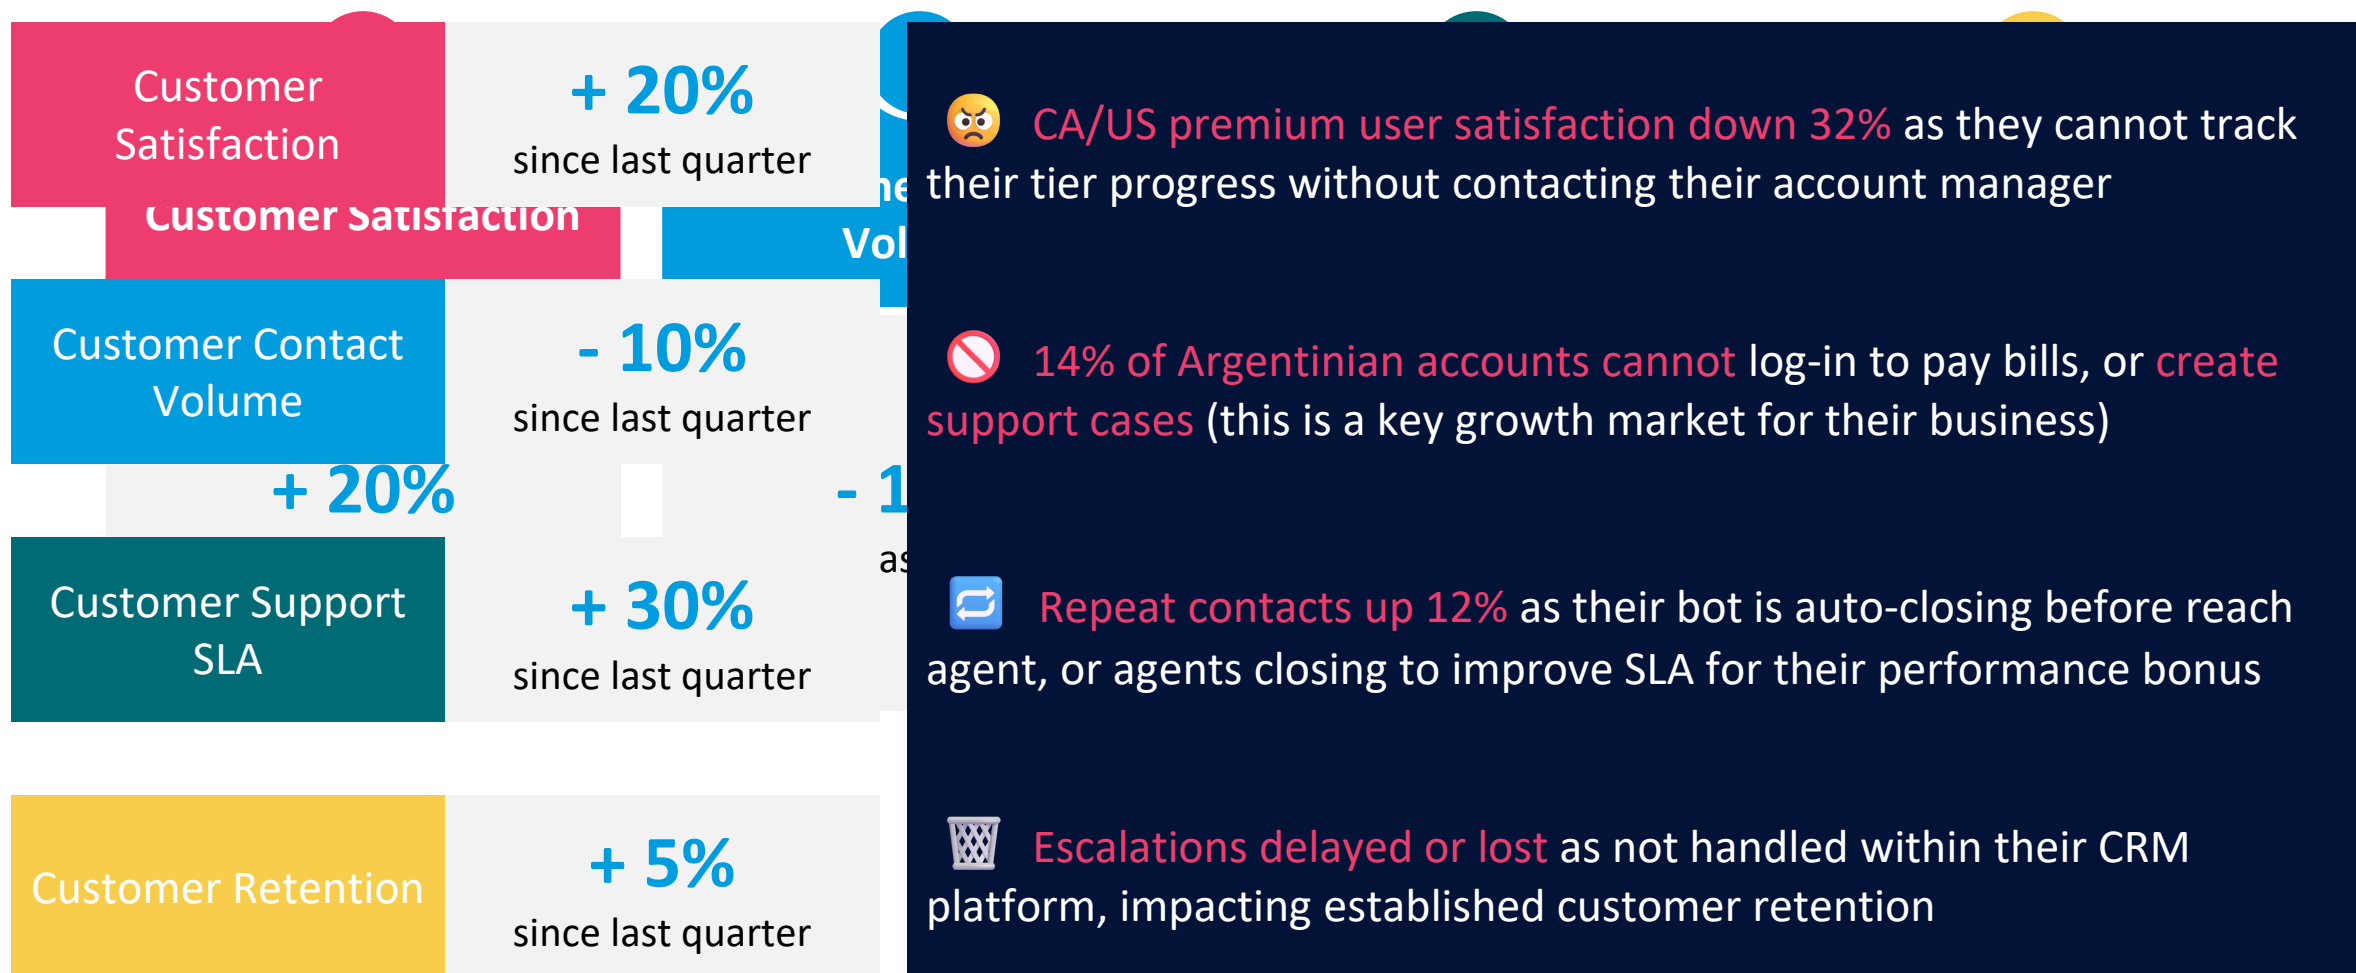 Customer
Satisfaction
+ 20%
since last quarter
CA/US premium user satisfaction down 32% as they cannot track
their tier progress without contacting their account manager
Customer Satisfaction
Customer Contact
Volume
- 10%
since last quarter
14% of Argentinian accounts cannot log-in to pay bills, or create
support cases (this is a key growth market for their business)
+ 20%
Customer Support
SLA
+ 30%
since last quarter
Repeat contacts up 12% as their bot is auto-closing before reach
agent, or agents closing to improve SLA for their performance bonus
Customer Retention
+ 5%
since last quarter
Escalations delayed or lost as not handled within their CRM
platform, impacting established customer retention